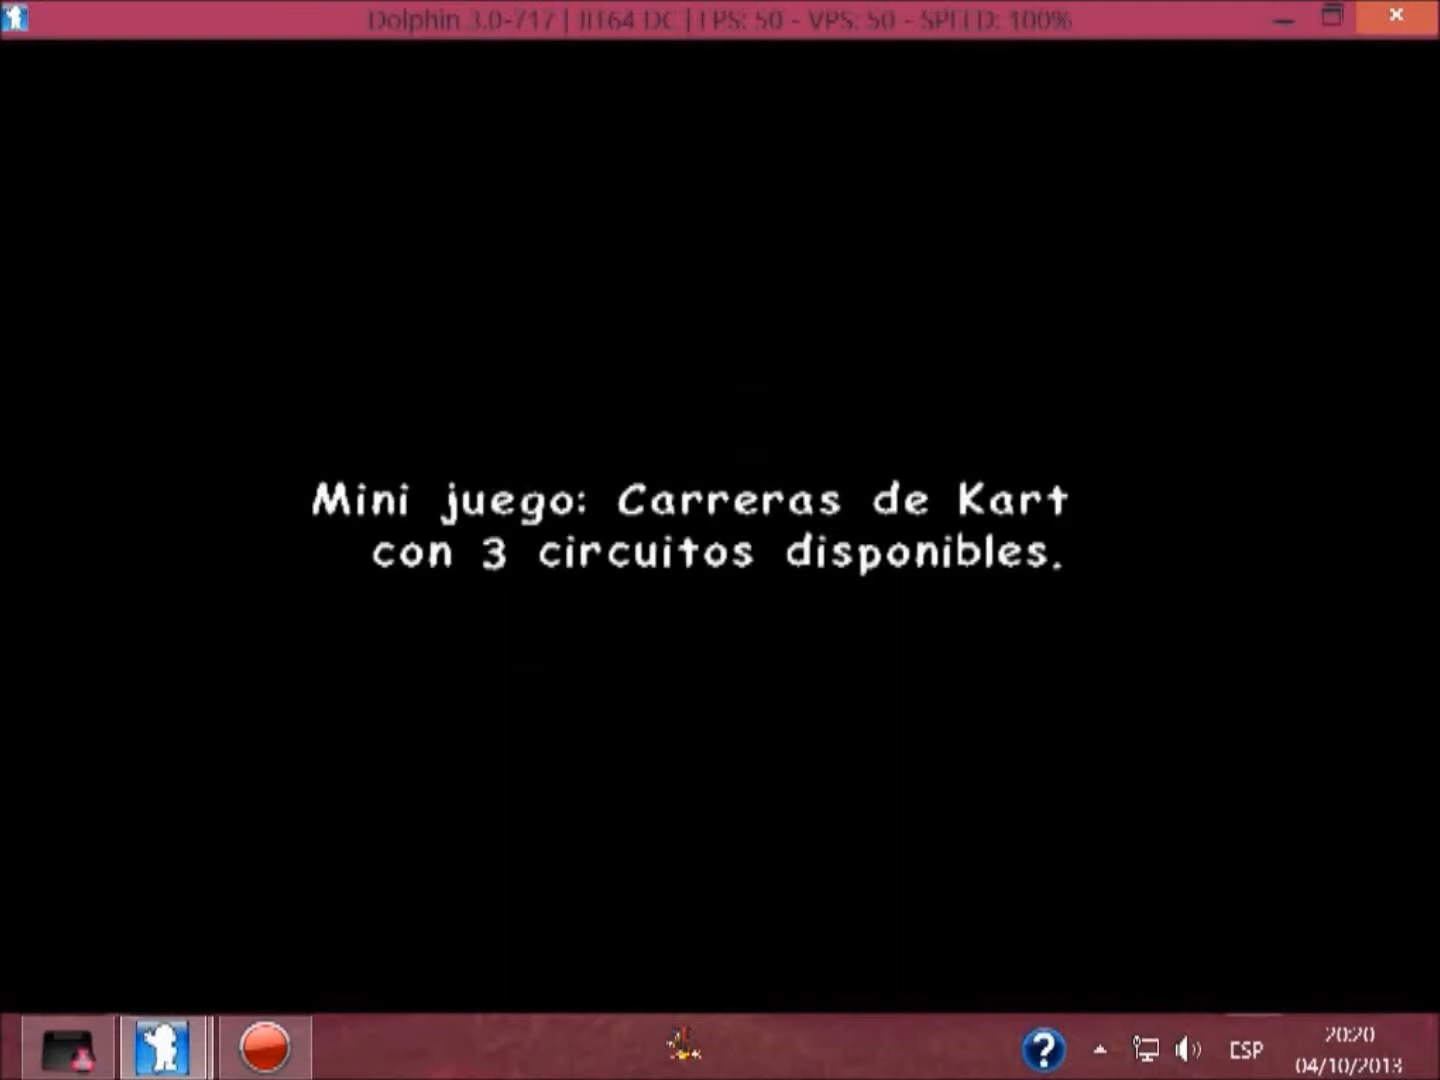 Dolphin 3.0-717 | JIT64 DC | FPS: 50 - VPS: 50 - SPEED: 100%
Mini juego: Carreras de Kart
con 3 circuitos disponibles.
ESP
20:20
04/10/2013